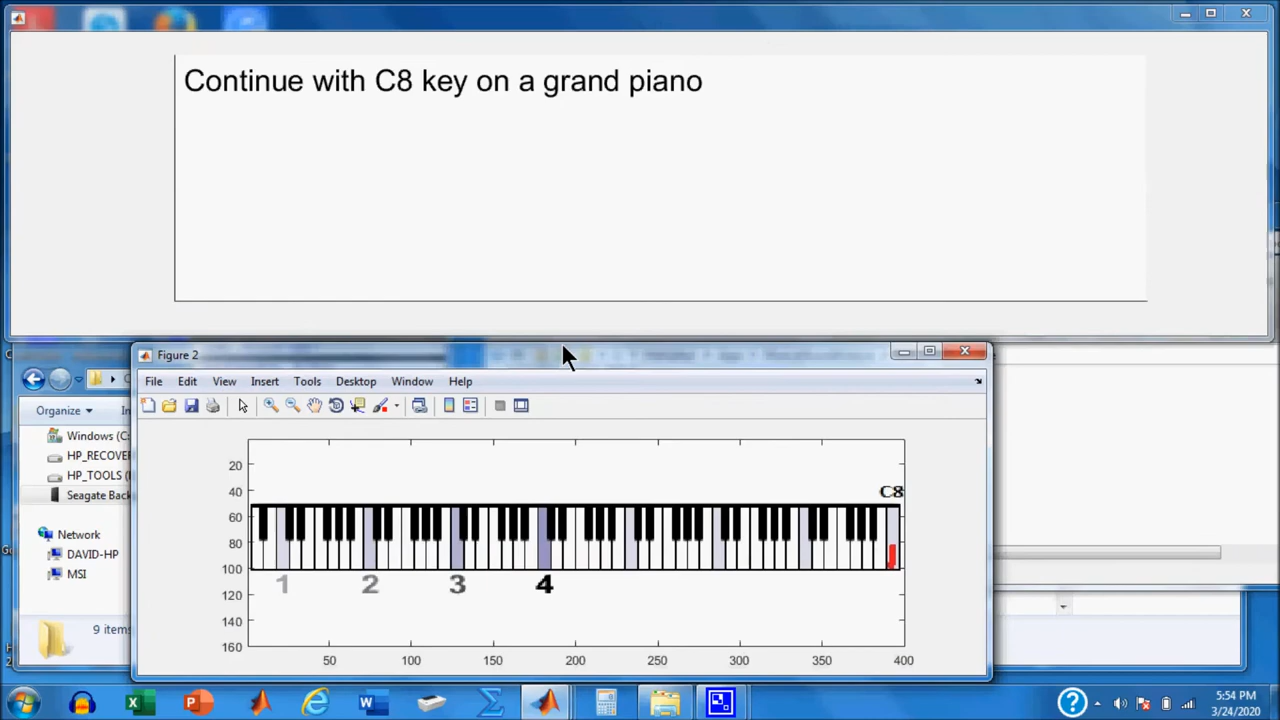 Continue with C8 key on a grand piano
Figure 2
File Edit View Insert Tools Desktop Window Help
Organize
Windows (C:
HP_RECOVE
HP_TOOLS (
Seagate Back
Network
DAVID-HP
MSI
9 items
20
40
60
80
100
120
140
160
C8
1 2 3 4
50 100 150 200 250 300 350 400
5:54 PM
3/24/2020